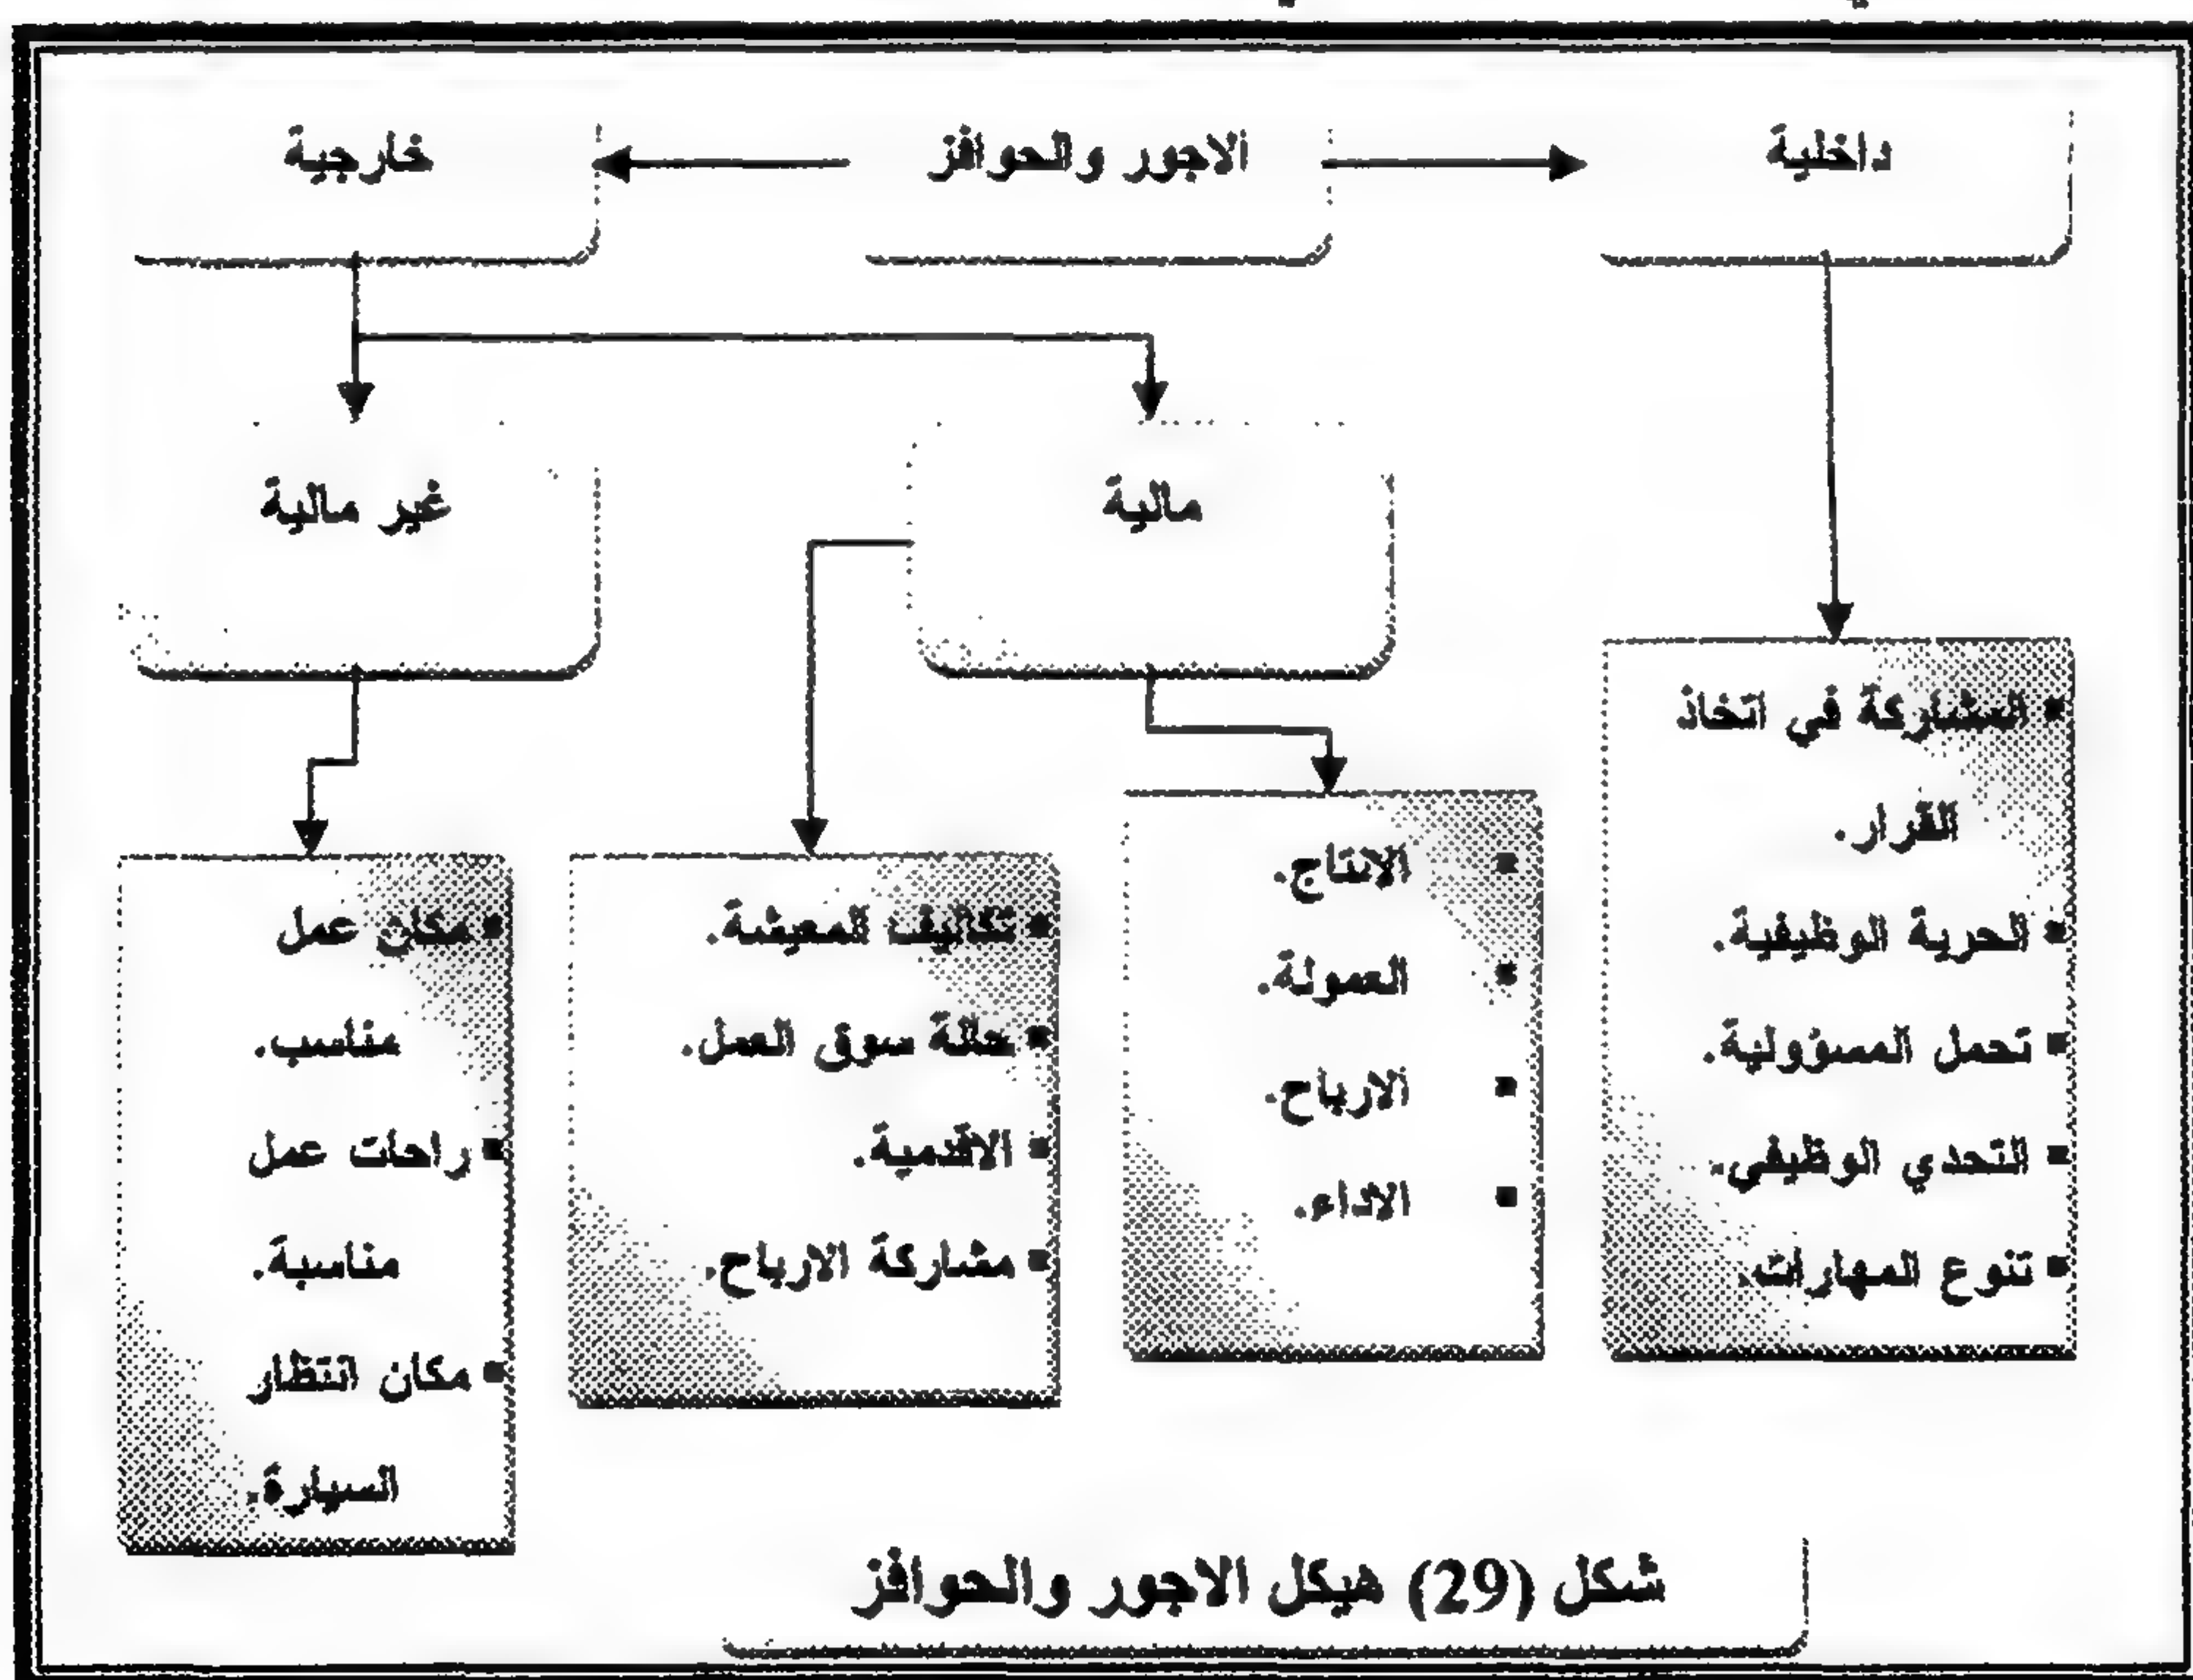 داخلية
الاجور والحوافز
خارجية
مالية
غير مالية
▪ المشاركة في اتخاذ
القرار.
▪ الحرية الوظيفية.
▪ تحمل المسؤولية.
▪ التحدي الوظيفي.
▪ تنوع المهارات.
▪ الانتاج.
▪ العمولة.
▪ الارباح.
▪ الاداء.
▪ تكاليف المعيشة.
▪ حالة سوق العمل.
▪ الاقدمية.
▪ مشاركة الارباح.
▪ مكان عمل
مناسب.
▪ راحات عمل
مناسبة.
▪ مكان انتظار
السيارة.
شكل (29) هيكل الاجور والحوافز